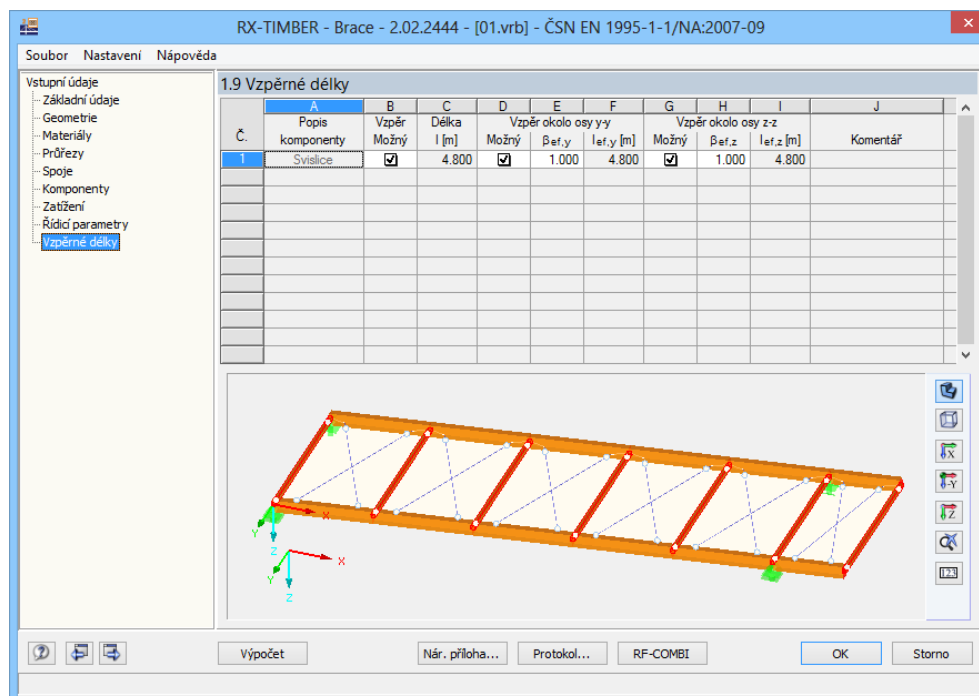 RX-TIMBER - Brace - 2.02.2444 - [01.vrb] - ČSN EN 1995-1-1/NA:2007-09
Soubor Nastavení Nápověda
Vstupní údaje
Základní údaje
Geometrie
Materiály
Průřezy
Spoje
Komponenty
Zatížení
Řídicí parametry
Vzpěrné délky
1.9 Vzpěrné délky
A B C D E F G H I J
Popis Vzpěr Délka Vzpěr okolo osy y-y Vzpěr okolo osy z-z
Č. komponenty Možný l [m] Možný βef,y lef,y [m] Možný βef,z lef,z [m] Komentář
1 Svislice 4.800 1.000 4.800 1.000 4.800
X
Y
Z
X
Y
Z
X
-Y
Z
123
Výpočet Nár. příloha... Protokol... RF-COMBI OK Storno